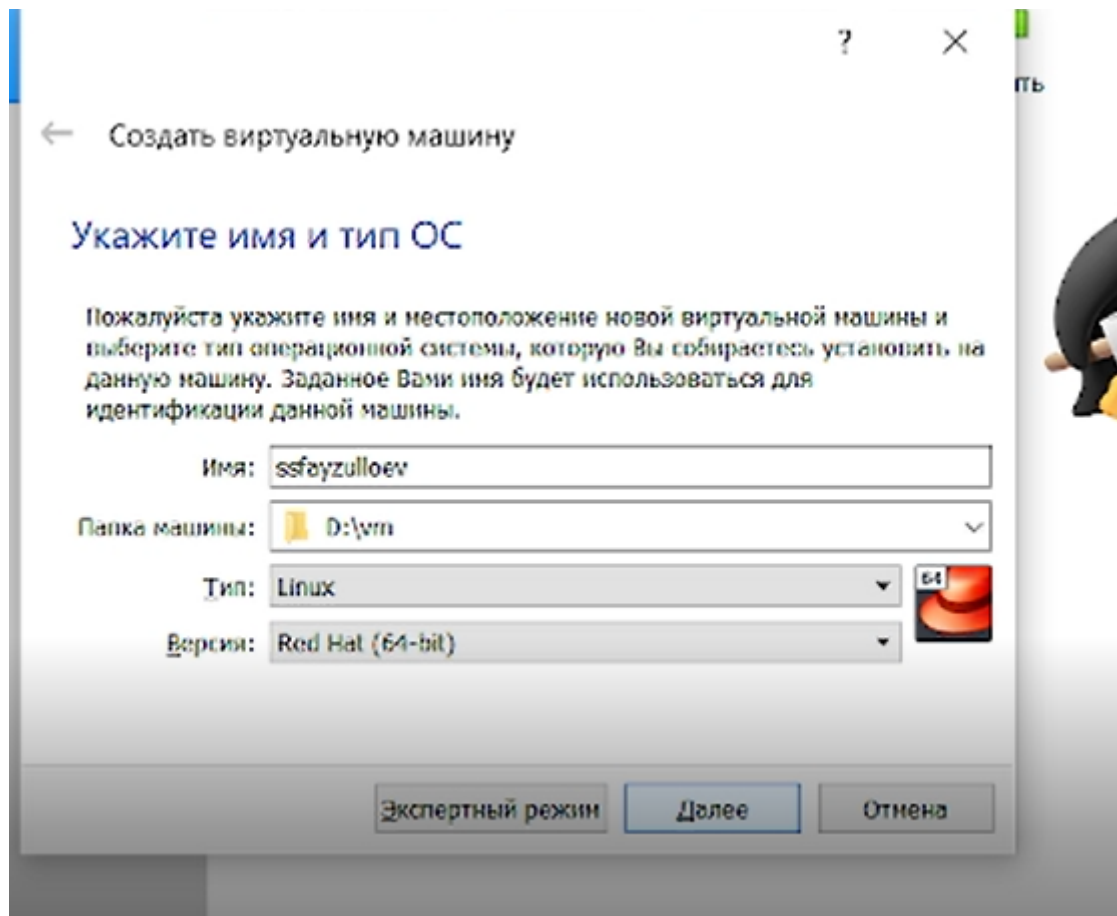 ?
ть
Создать виртуальную машину
Укажите имя и тип ОС
Пожалуйста укажите имя и местоположение новой виртуальной машины и
выберите тип операционной системы, которую Вы собираетесь установить на
данную машину. Заданное Вами имя будет использоваться для
идентификации данной машины.
Имя: ssfayzulloev
Папка машины: D:\vm
Тип: Linux
64
Версия: Red Hat (64-bit)
Экспертный режим Далее Отмена